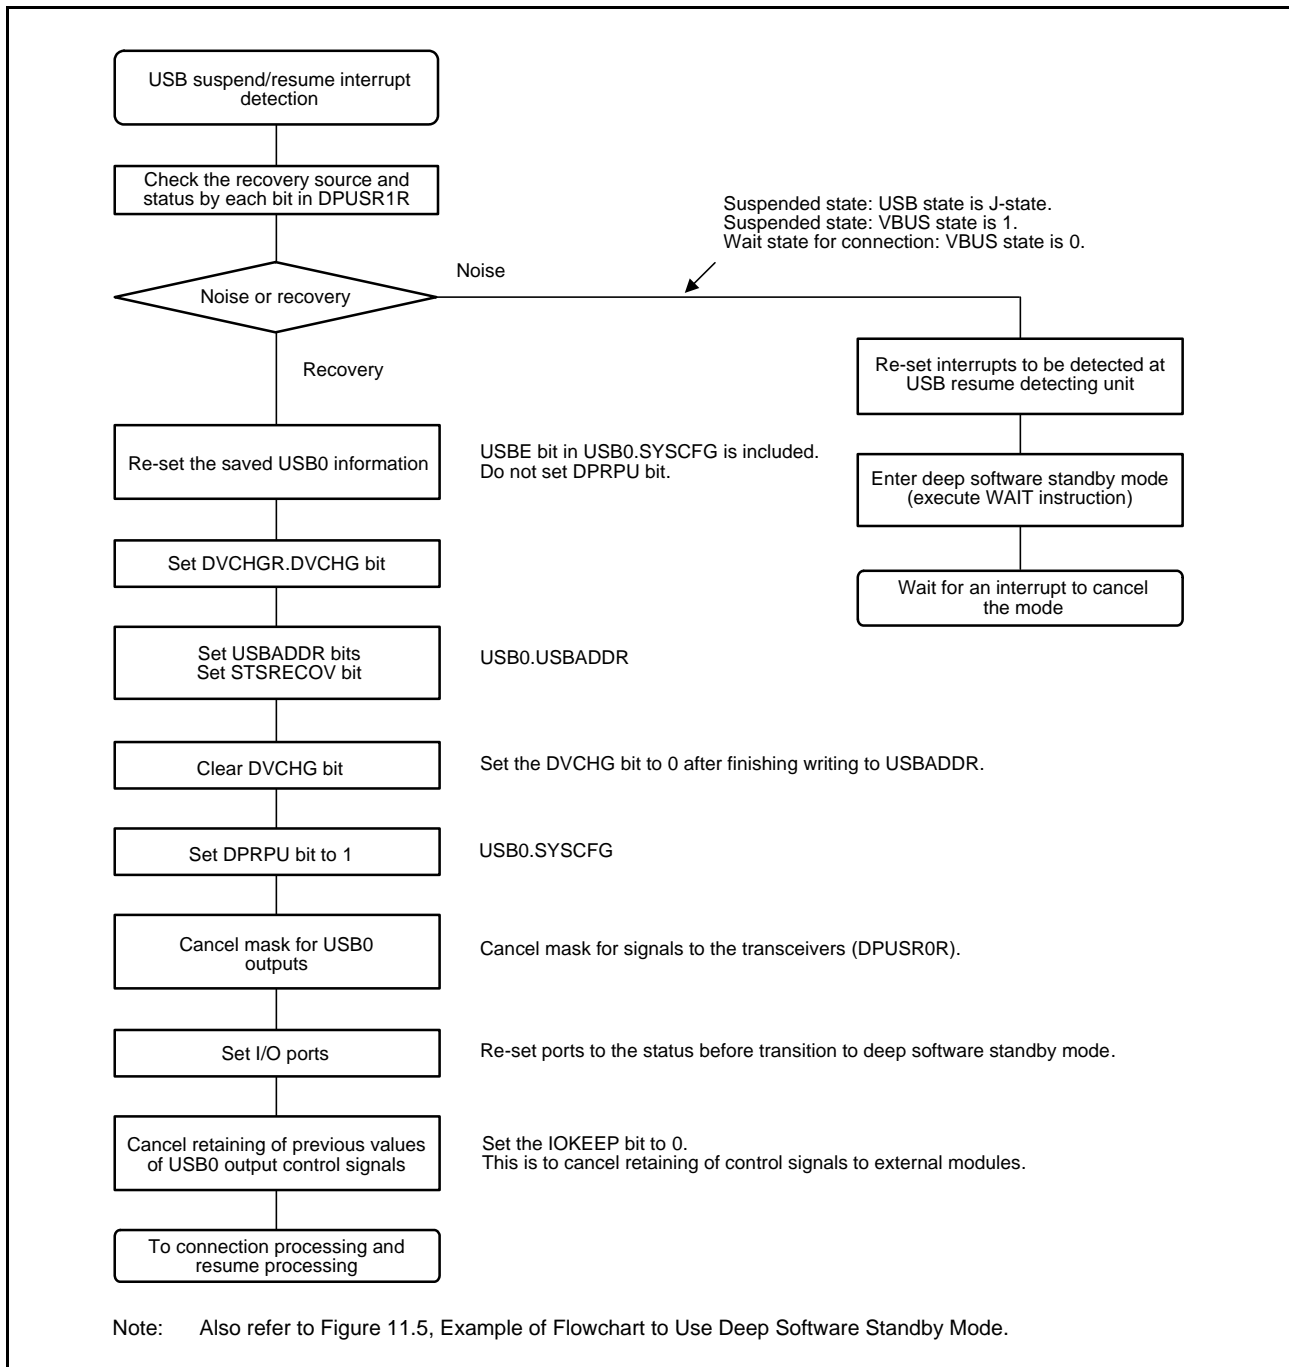 USB suspend/resume interrupt
detection
Check the recovery source and
status by each bit in DPUSR1R
Suspended state: USB state is J-state.
Suspended state: VBUS state is 1.
Wait state for connection: VBUS state is 0.
Noise
Noise or recovery
Recovery
Re-set interrupts to be detected at
USB resume detecting unit
Enter deep software standby mode
(execute WAIT instruction)
Wait for an interrupt to cancel
the mode
Re-set the saved USB0 information
USBE bit in USB0.SYSCFG is included.
Do not set DPRPU bit.
Set DVCHGR.DVCHG bit
Set USBADDR bits
Set STSRECOV bit
USB0.USBADDR
Clear DVCHG bit
Set the DVCHG bit to 0 after finishing writing to USBADDR.
Set DPRPU bit to 1
USB0.SYSCFG
Cancel mask for USB0
outputs
Cancel mask for signals to the transceivers (DPUSR0R).
Set I/O ports
Re-set ports to the status before transition to deep software standby mode.
Cancel retaining of previous values
of USB0 output control signals
Set the IOKEEP bit to 0.
This is to cancel retaining of control signals to external modules.
To connection processing and
resume processing
Note: Also refer to Figure 11.5, Example of Flowchart to Use Deep Software Standby Mode.